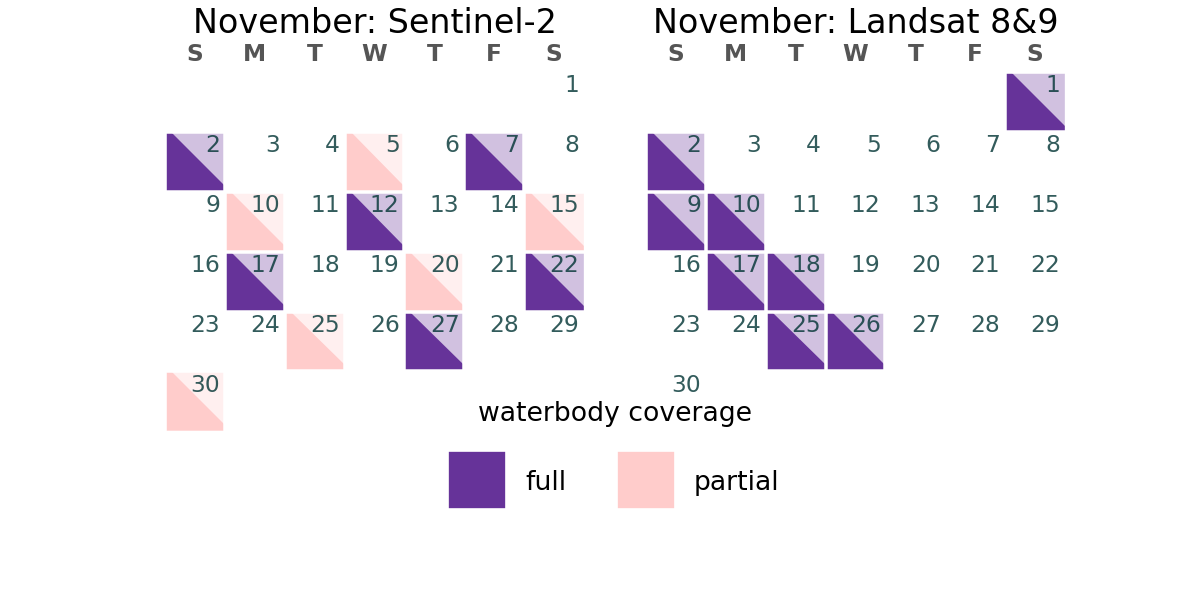 November: Sentinel-2
S M T W T F S
1
2 3 4 5 6 7 8
9 10 11 12 13 14 15
16 17 18 19 20 21 22
23 24 25 26 27 28 29
30
November: Landsat 8&9
S M T W T F S
1
2 3 4 5 6 7 8
9 10 11 12 13 14 15
16 17 18 19 20 21 22
23 24 25 26 27 28 29
30
waterbody coverage
full partial